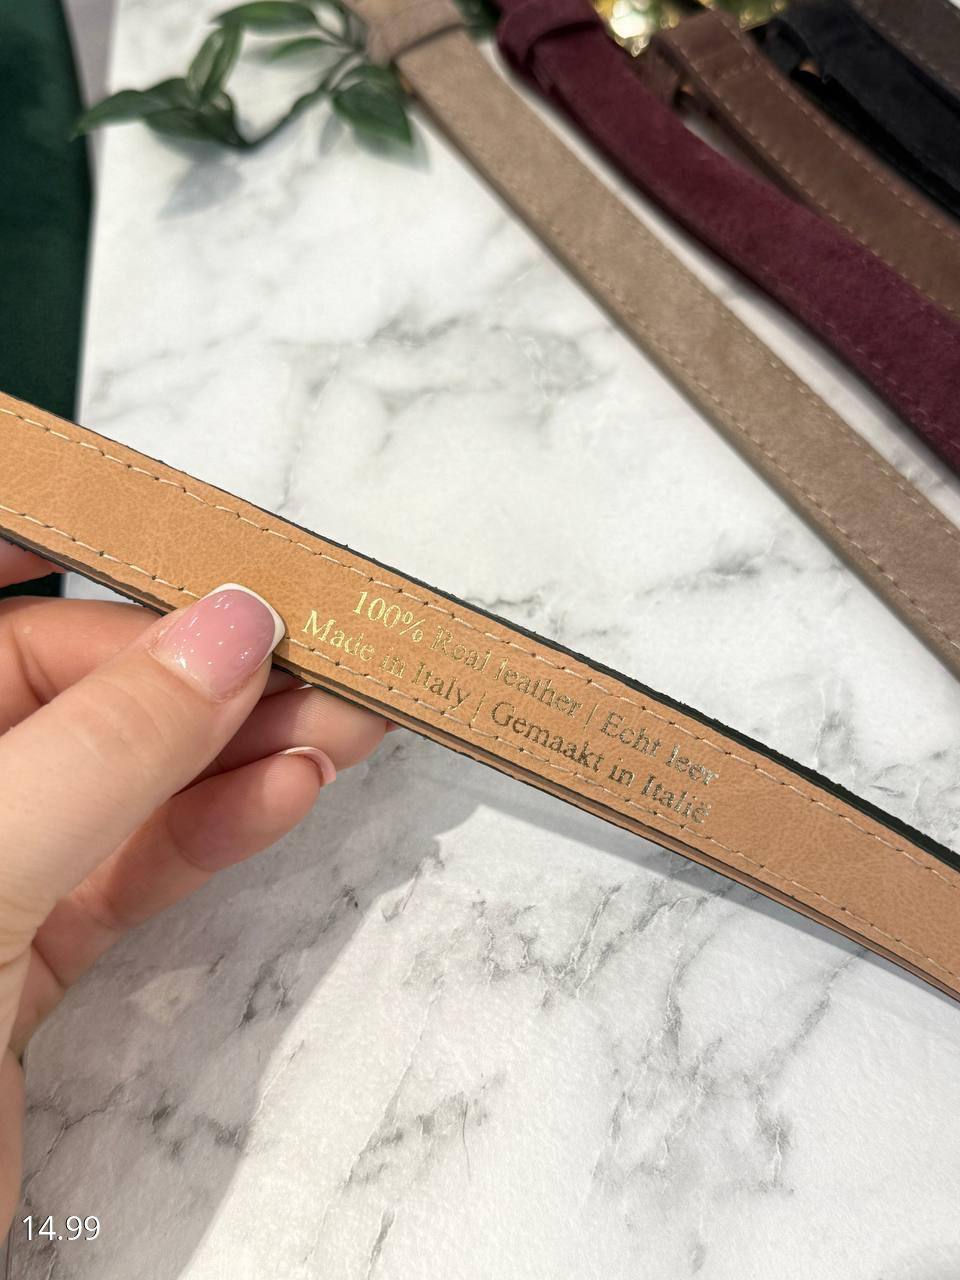 100% Real leather | Echt leer
Made in Italy | Gemaakt in Italië
14.99